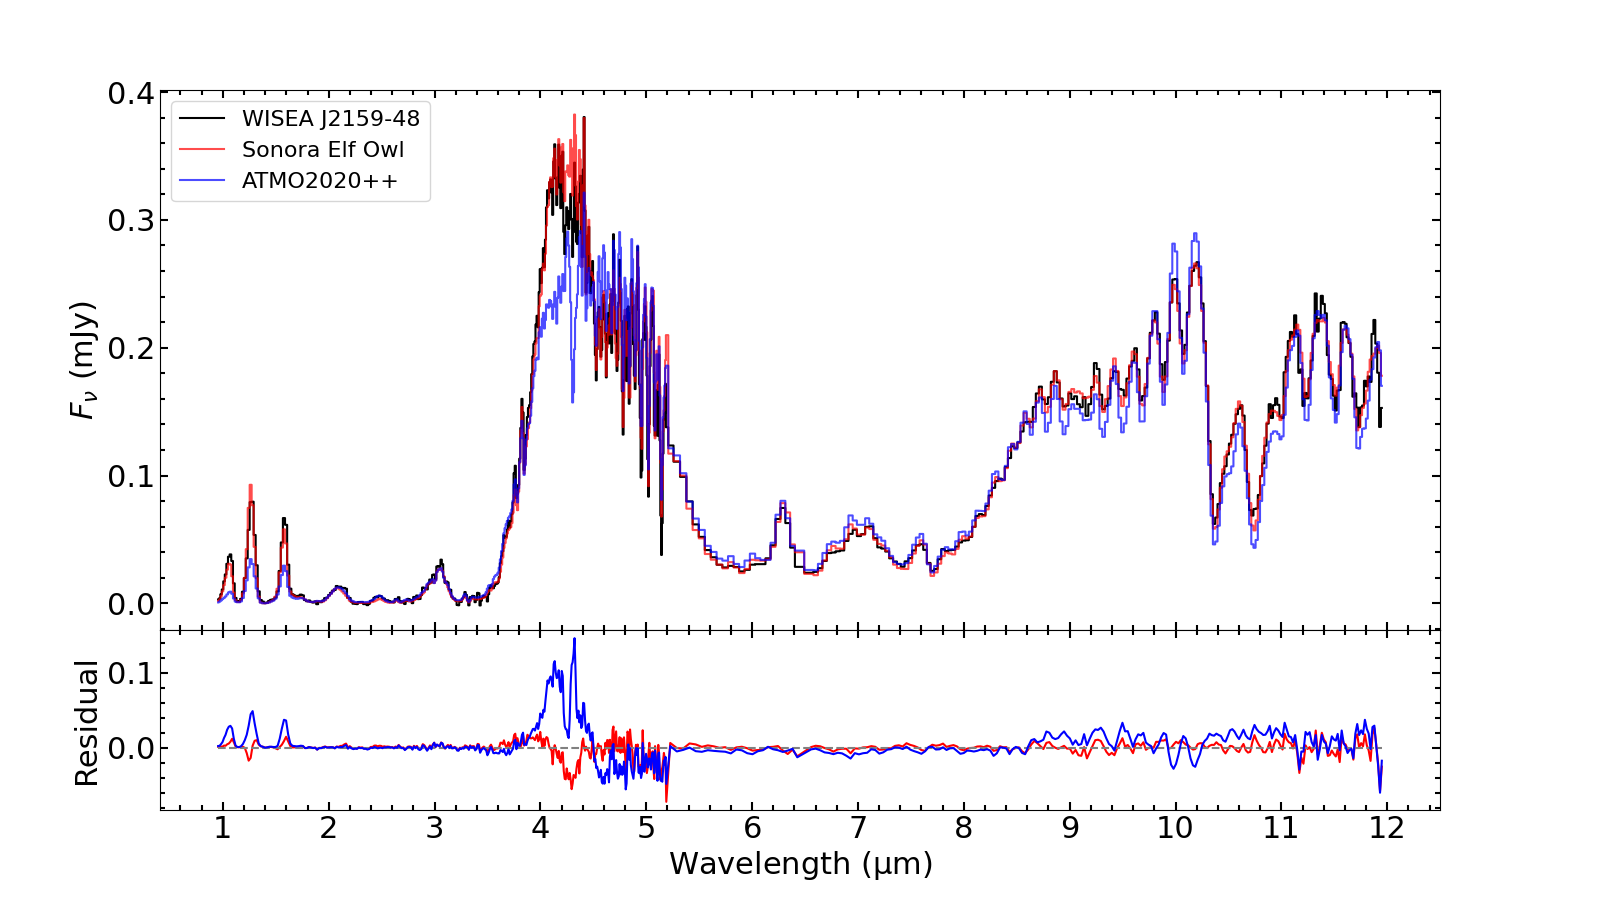 0.4
0.3
0.2
0.1
0.0
F_ν (mJy)
WISEA J2159-48
Sonora Elf Owl
ATMO2020++
0.1
0.0
Residual
1 2 3 4 5 6 7 8 9 10 11 12
Wavelength (μm)